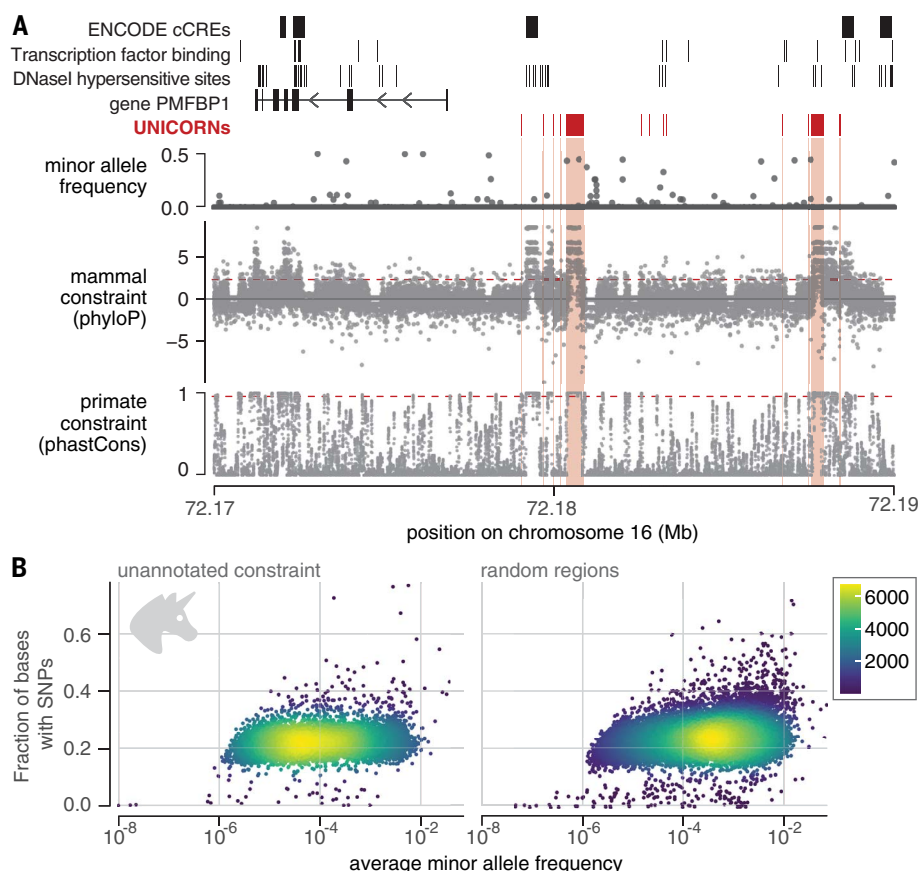 A
ENCODE cCREs
Transcription factor binding
DNaseI hypersensitive sites
gene PMFBP1
UNICORNs
minor allele
frequency
0.5
0.0
mammal
constraint
(phyloP)
5
0
−5
primate
constraint
(phastCons)
1
0
72.17 72.18 72.19
position on chromosome 16 (Mb)
B
unannotated constraint random regions
Fraction of bases
with SNPs
0.6
0.4
0.2
0.0
6000
4000
2000
10-8 10-6 10-4 10-2 10-8 10-6 10-4 10-2
average minor allele frequency